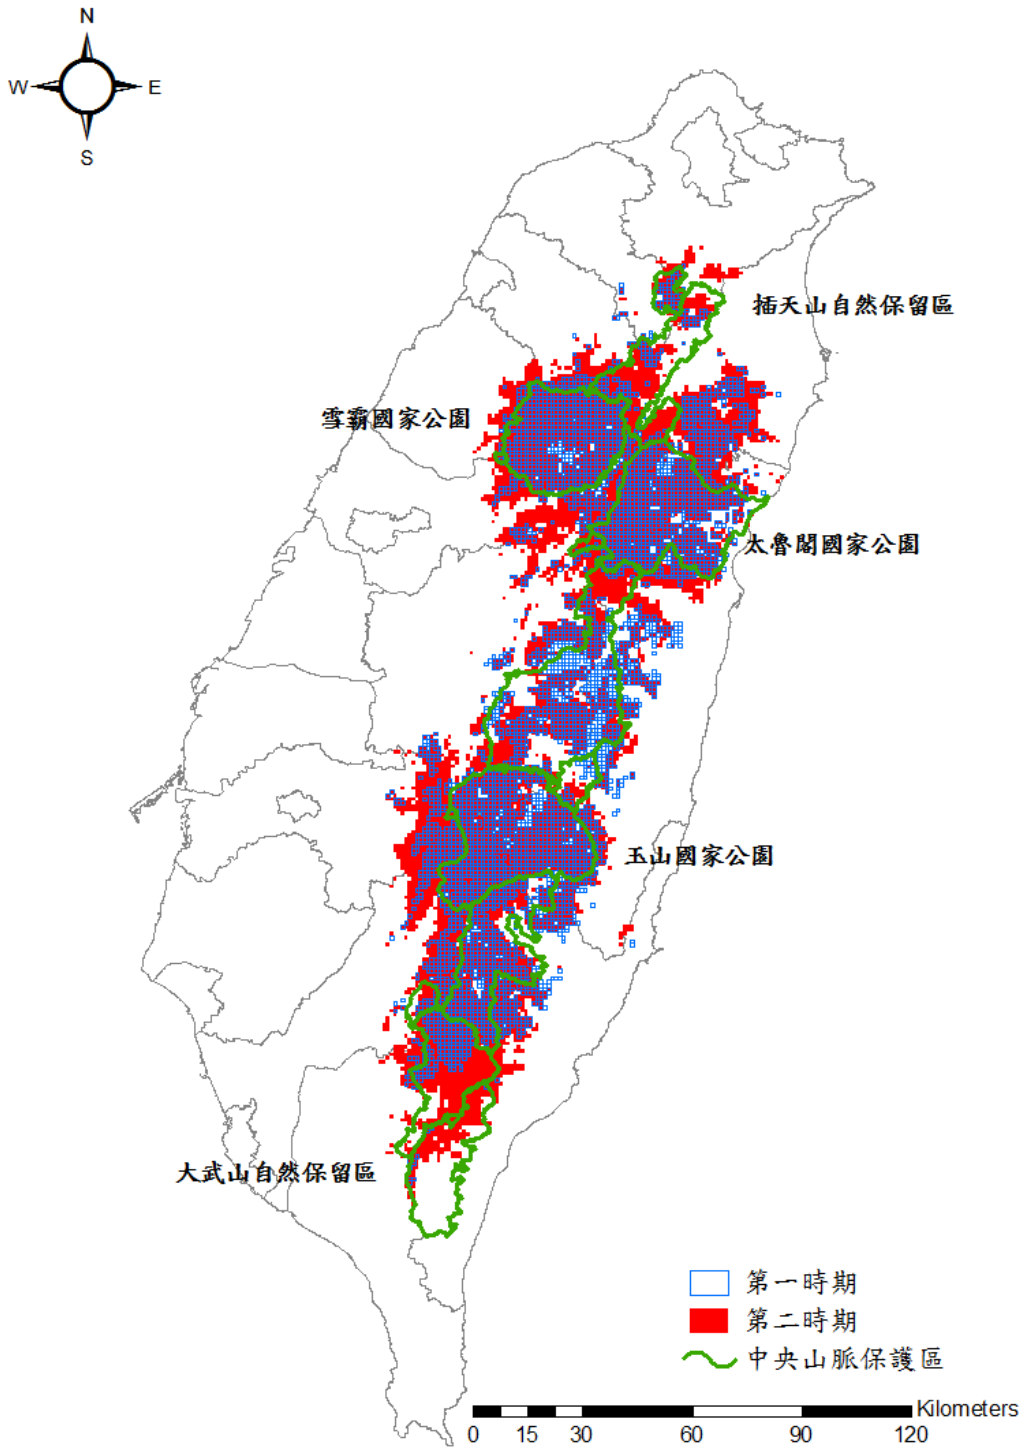 N
W E
S
插天山自然保留區
雪霸國家公園
太魯閣國家公園
玉山國家公園
大武山自然保留區
第一時期
第二時期
中央山脈保護區
Kilometers
0 15 30 60 90 120